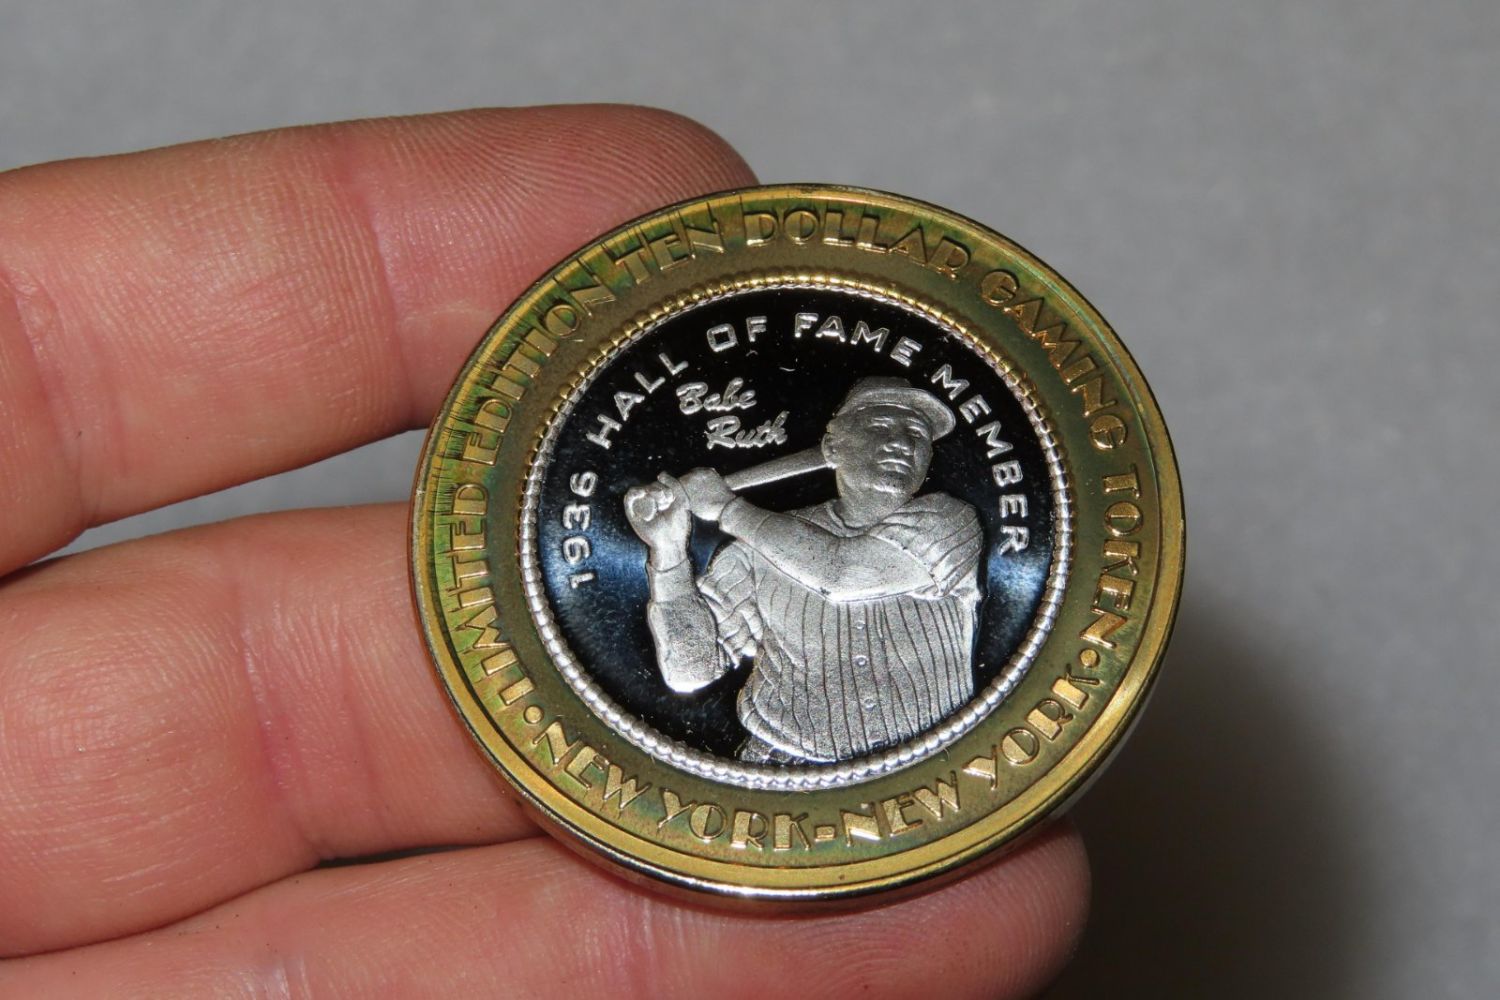 LIMITED EDITION TEN DOLLAR GAMING TOKEN
• NEW YORK-NEW YORK •
1936 HALL OF FAME MEMBER
Babe
Ruth